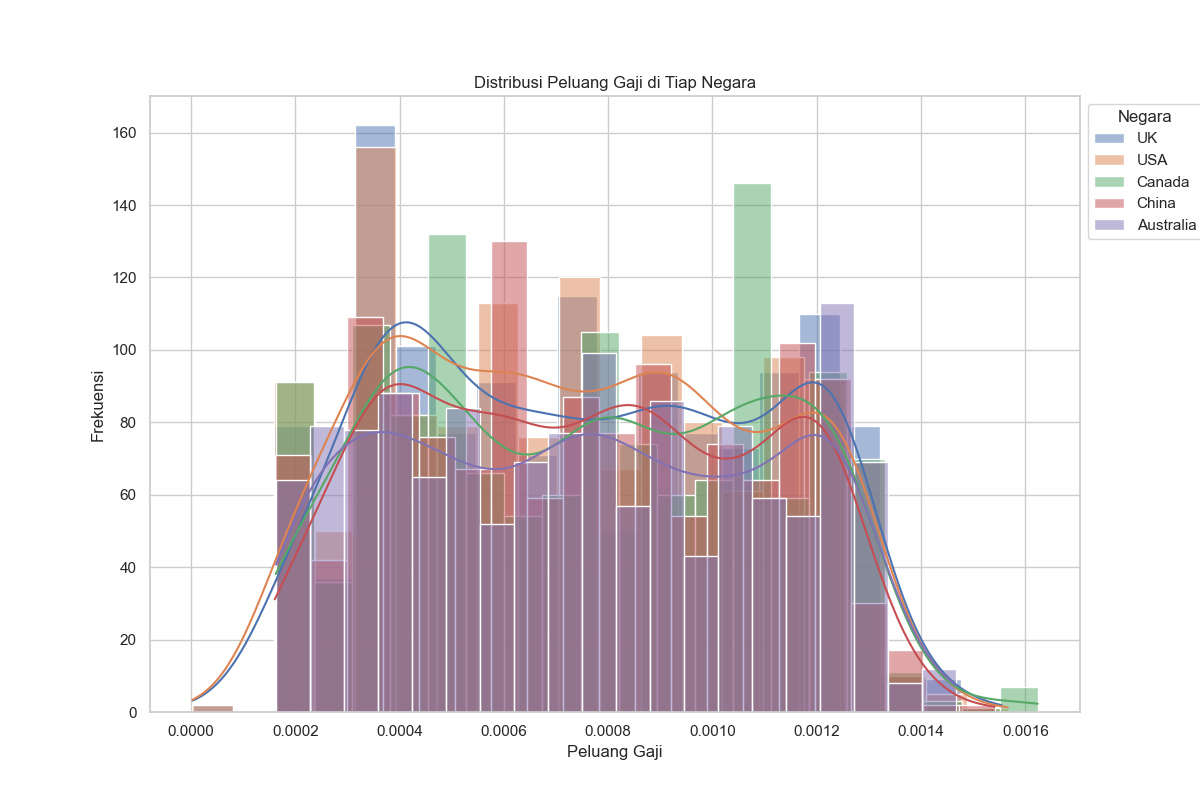 Distribusi Peluang Gaji di Tiap Negara
Negara
UK
USA
Canada
China
Australia
Frekuensi
160
140
120
100
80
60
40
20
0
0.0000
0.0002
0.0004
0.0006
0.0008
0.0010
0.0012
0.0014
0.0016
Peluang Gaji